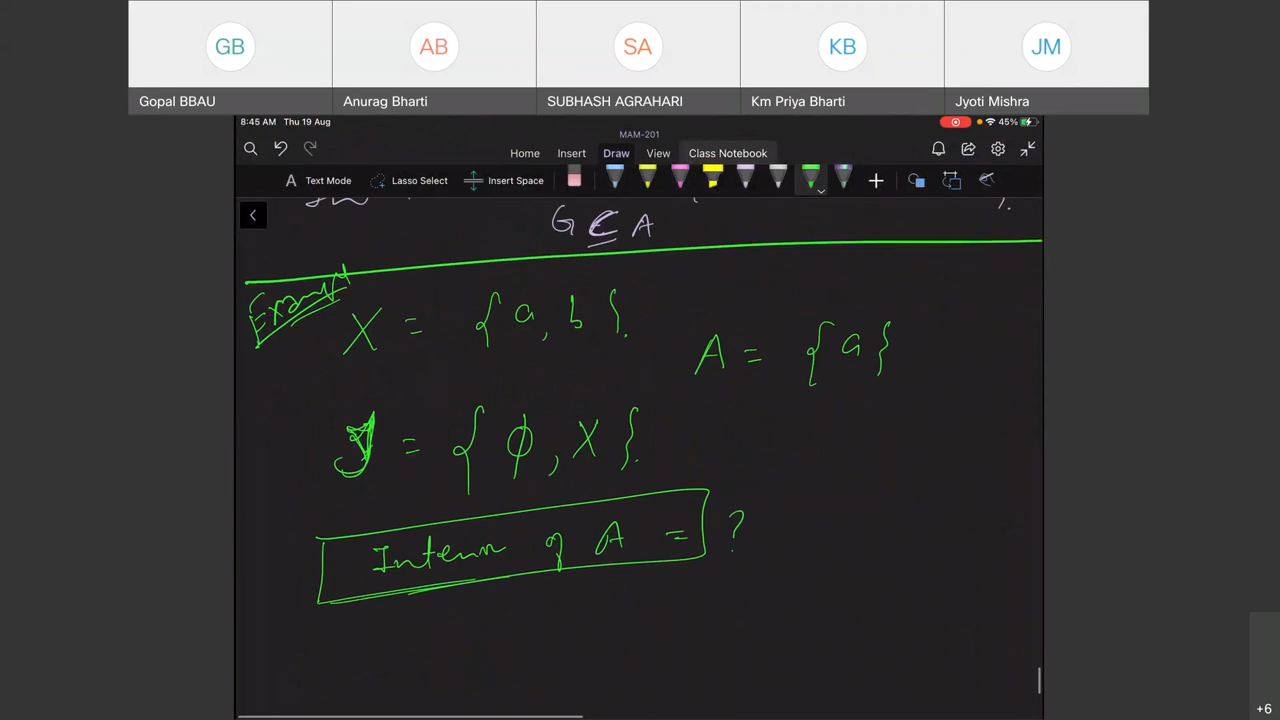 GB AB SA KB JM
Gopal BBAU Anurag Bharti SUBHASH AGRAHARI Km Priya Bharti Jyoti Mishra
8:45 AM Thu 19 Aug 45%
MAM-201
Home Insert Draw View Class Notebook
Text Mode Lasso Select Insert Space
G ⊆ A
X = {a, b}.
A = {a}
= {ϕ, X}.
of A = ?
+6